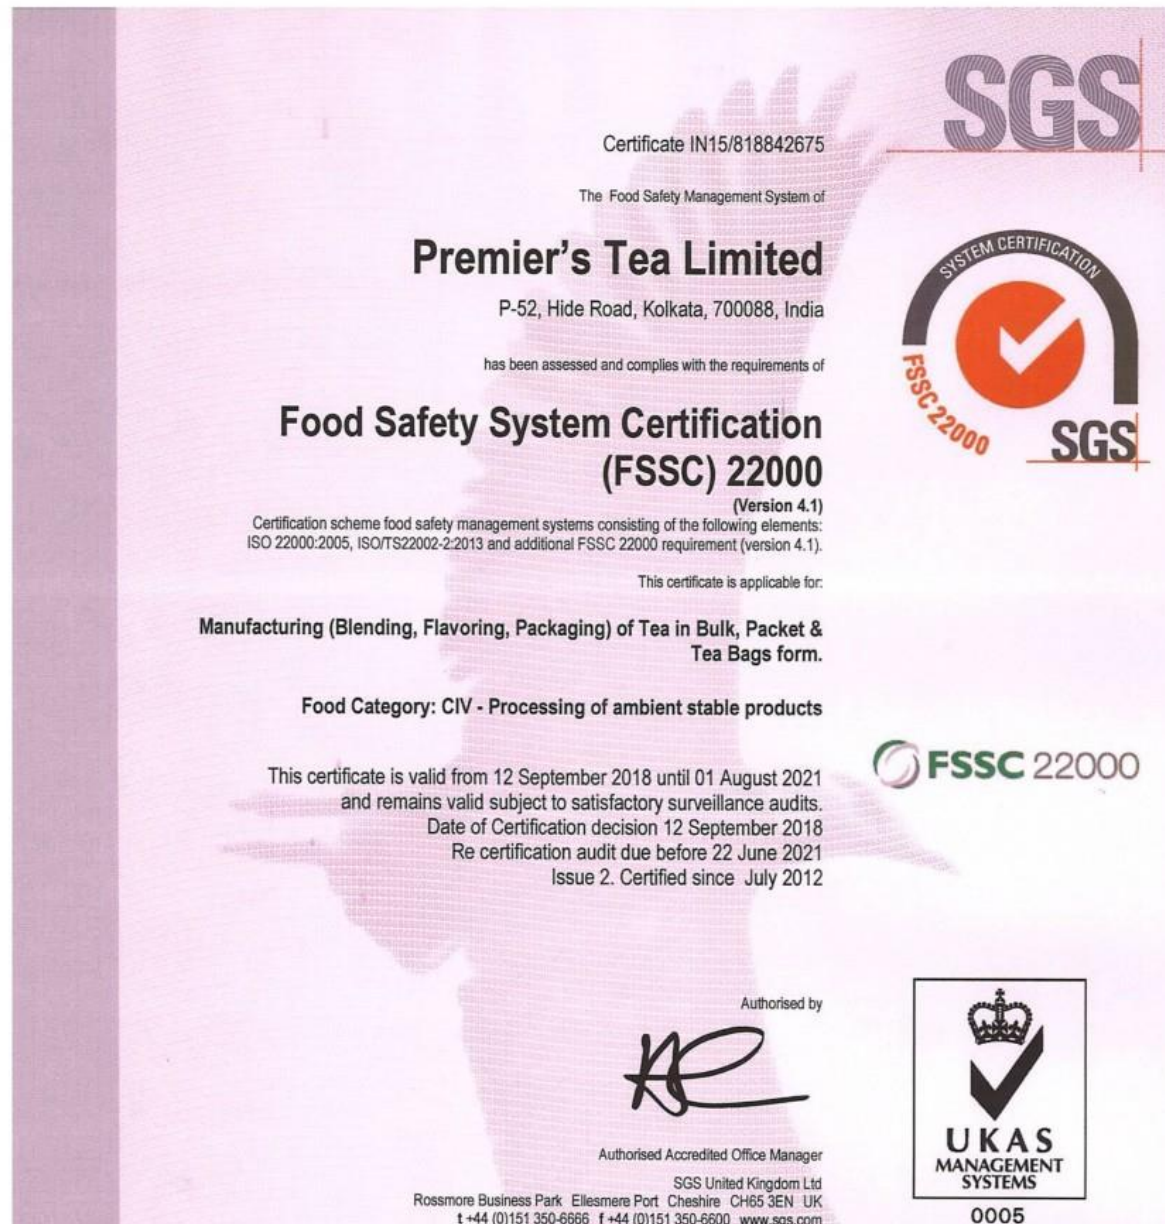 SGS
Certificate IN15/818842675
The Food Safety Management System of
Premier's Tea Limited
P-52, Hide Road, Kolkata, 700088, India
has been assessed and complies with the requirements of
Food Safety System Certification
(FSSC) 22000
(Version 4.1)
Certification scheme food safety management systems consisting of the following elements:
ISO 22000:2005, ISO/TS22002-2:2013 and additional FSSC 22000 requirement (version 4.1).
SYSTEM CERTIFICATION
FSSC 22000
SGS
This certificate is applicable for:
Manufacturing (Blending, Flavoring, Packaging) of Tea in Bulk, Packet &
Tea Bags form.
Food Category: CIV - Processing of ambient stable products
FSSC 22000
This certificate is valid from 12 September 2018 until 01 August 2021
and remains valid subject to satisfactory surveillance audits.
Date of Certification decision 12 September 2018
Re certification audit due before 22 June 2021
Issue 2. Certified since July 2012
Authorised by
Authorised Accredited Office Manager
SGS United Kingdom Ltd
Rossmore Business Park Ellesmere Port Cheshire CH65 3EN UK
t +44 (0)151 350-6666 f +44 (0)151 350-6600 www.sgs.com
UKAS
MANAGEMENT
SYSTEMS
0005